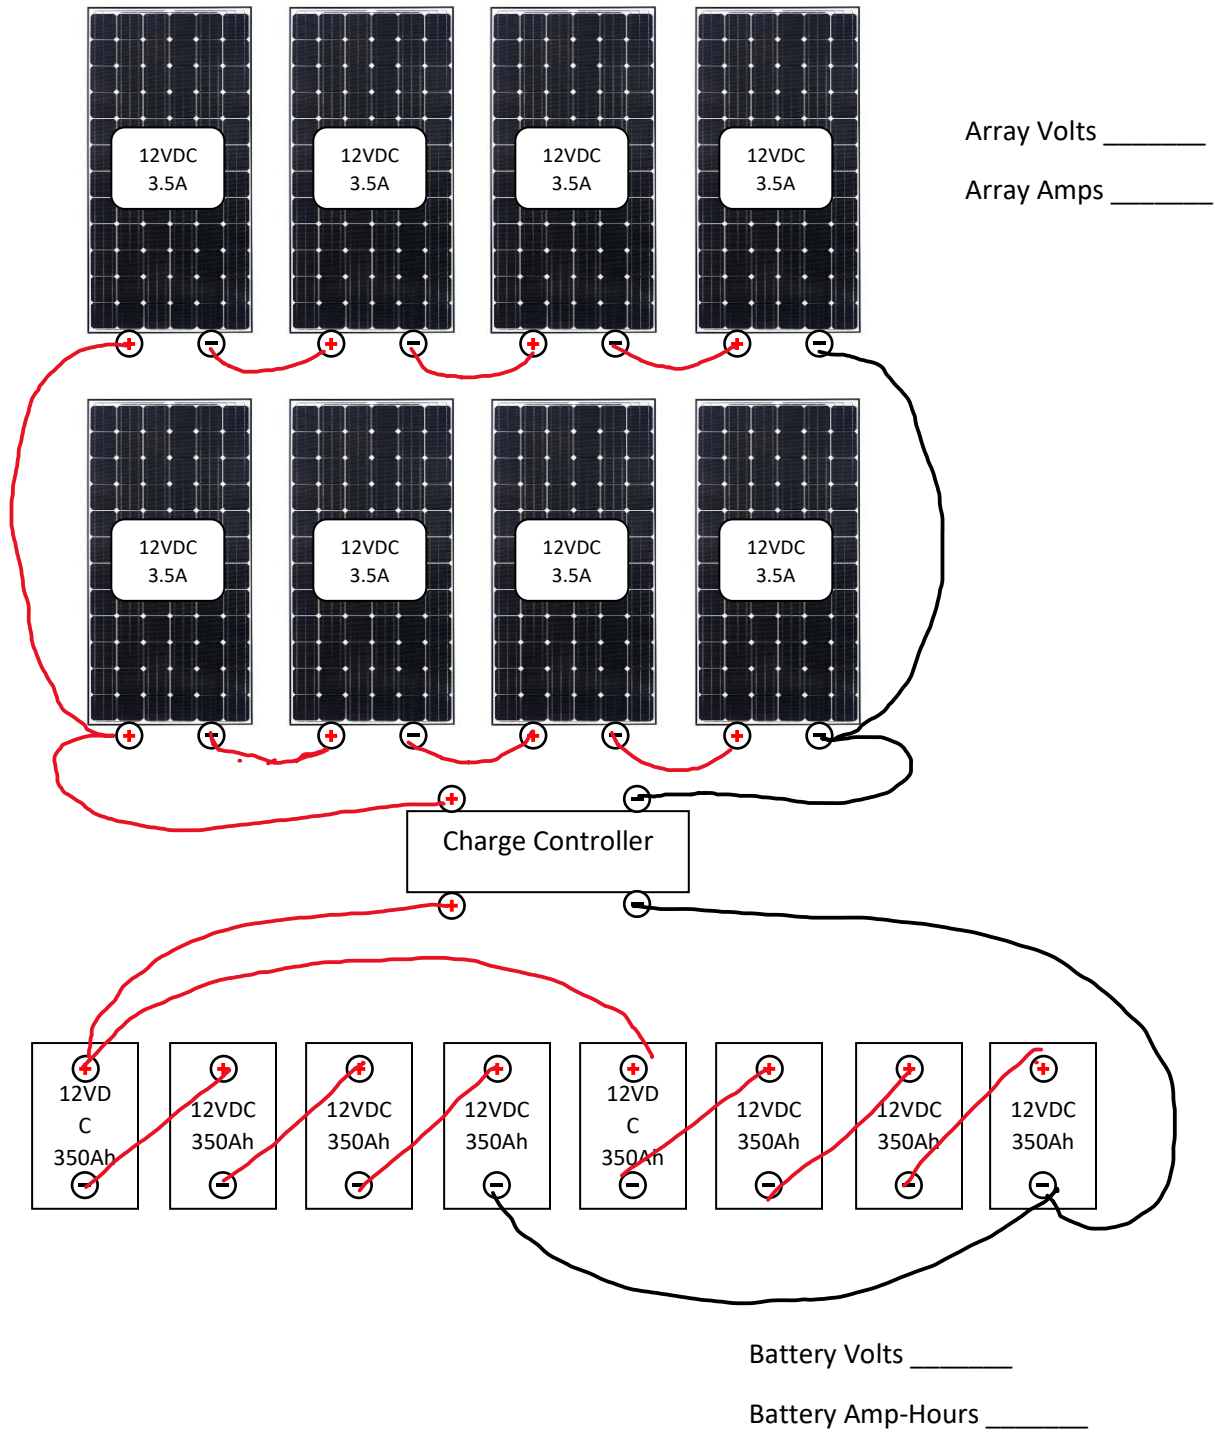 12VDC
3.5A
12VDC
3.5A
12VDC
3.5A
12VDC
3.5A
Array Volts _______
Array Amps _______
12VDC
3.5A
12VDC
3.5A
12VDC
3.5A
12VDC
3.5A
Charge Controller
12VD
C
350Ah
12VDC
350Ah
12VDC
350Ah
12VDC
350Ah
12VD
C
350Ah
12VDC
350Ah
12VDC
350Ah
12VDC
350Ah
Battery Volts _______
Battery Amp-Hours _______